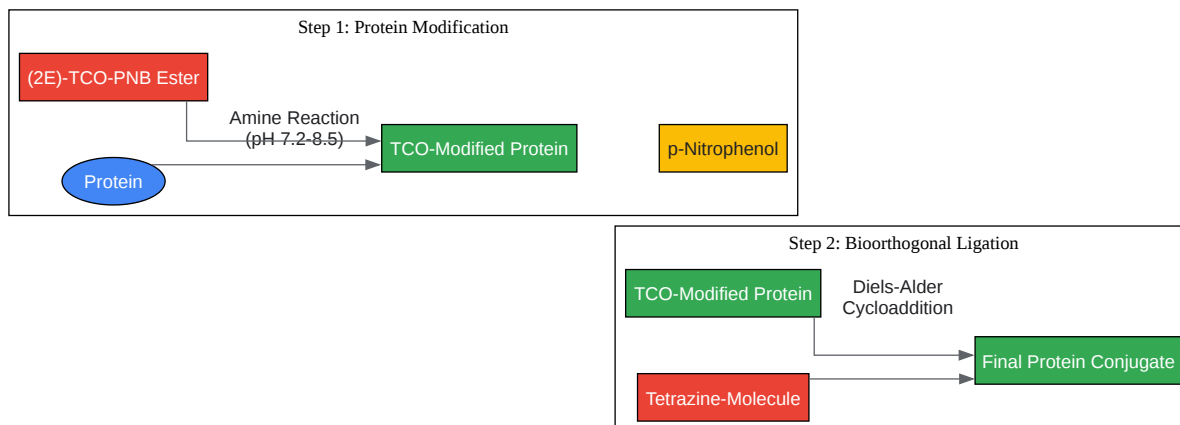 Step 1: Protein Modification
(2E)-TCO-PNB Ester
Amine Reaction
(pH 7.2-8.5)
TCO-Modified Protein
p-Nitrophenol
Protein
Step 2: Bioorthogonal Ligation
TCO-Modified Protein
Diels-Alder
Cycloaddition
Final Protein Conjugate
Tetrazine-Molecule